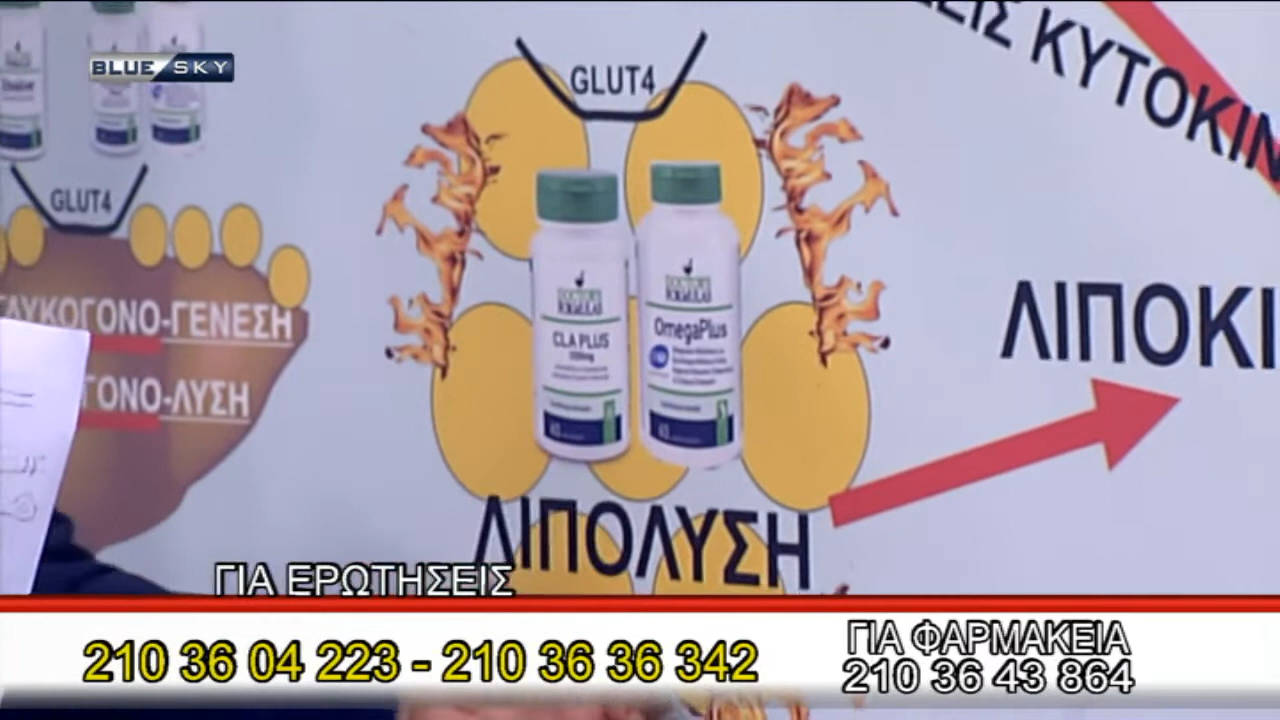 BLUE SKY
ΕΙΣ ΚΥΤΟΚΙΝ
GLUT4
GLUT4
CLA PLUS
OmegaPlus
ΛΙΠΟΚΙ
ΓΛΥΚΟΓΟΝΟ-ΓΕΝΕΣΗ
ΓΟΝΟ-ΛΥΣΗ
ΛΙΠΟΛΥΣΗ
ΓΙΑ ΕΡΩΤΗΣΕΙΣ
210 36 04 223 - 210 36 36 342
ΓΙΑ ΦΑΡΜΑΚΕΙΑ
210 36 43 864